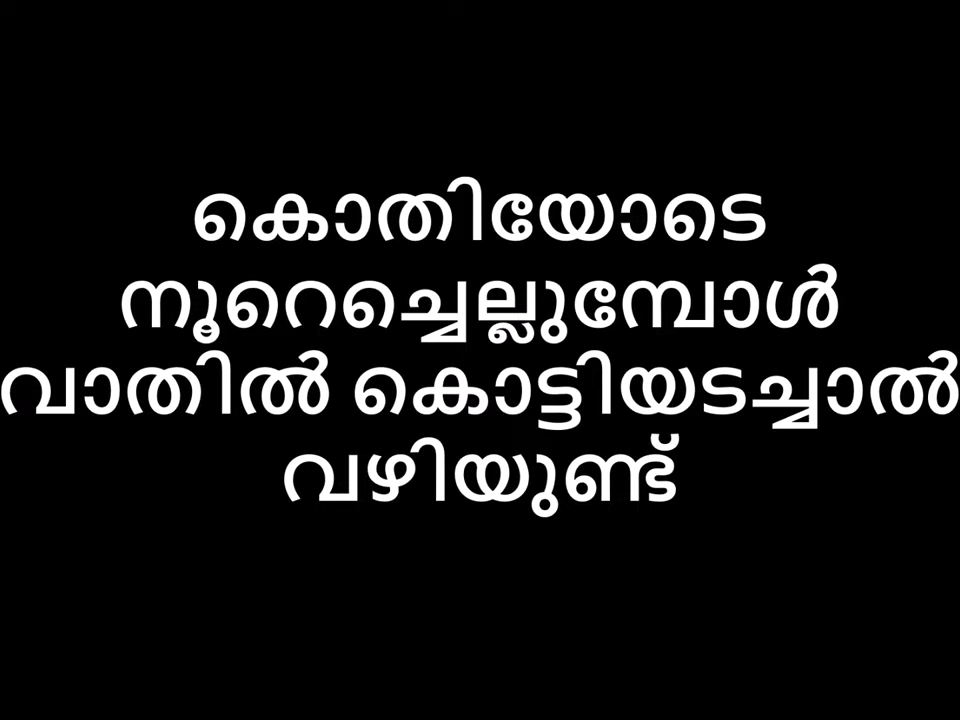 കൊതിയോടെ
നൂറെച്ചെല്ലുമ്പോൾ
വാതിൽ കൊട്ടിയടച്ചാൽ
വഴിയുണ്ട്